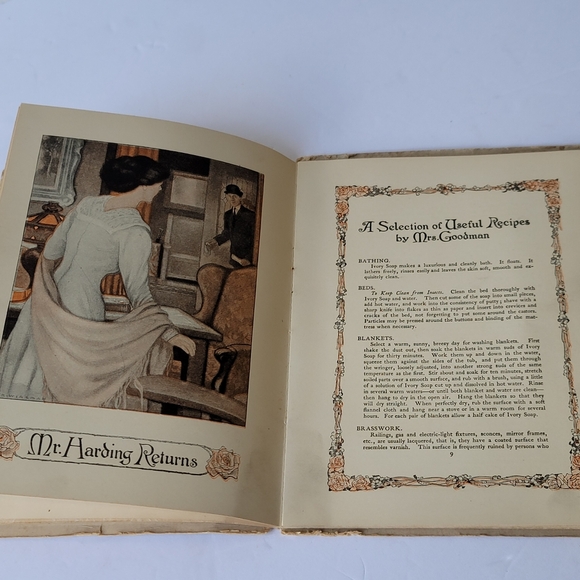 Mr. Harding Returns
A Selection of Useful Recipes
by Mrs. Goodman
BATHING.
Ivory Soap makes a luxurious and cleanly bath. It floats. It
lathers freely, rinses easily and leaves the skin soft, smooth and ex-
quisitely clean.
BEDS.
To Keep Clean from Insects. Clean the bed thoroughly with
Ivory Soap and water. Then cut some of the soap into small pieces,
add hot water, and work into the consistency of putty; shave with a
sharp knife into flakes as thin as paper and insert into crevices and
cracks of the bed, not forgetting to put some around the castors.
Particles may be pressed around the buttons and binding of the mat-
tress when necessary.
BLANKETS.
Select a warm, sunny, breezy day for washing blankets. First
shake the dust out, then soak the blankets in warm suds of Ivory
Soap for thirty minutes. Work them up and down in the water,
squeeze them against the sides of the tub, and put them through
the wringer, loosely adjusted, into another strong suds of the same
temperature as the first. Stir about and soak for ten minutes, stretch
soiled parts over a smooth surface, and rub with a brush, using a little
of a solution of Ivory Soap cut up and dissolved in hot water. Rinse
in several warm waters—or until both blanket and water are clean—
then hang to dry in the open air. Hang the blankets so that they
will dry straight. When perfectly dry, rub the surface with a soft
flannel cloth and hang near a stove or in a warm room for several
hours. For each pair of blankets allow a half cake of Ivory Soap.
BRASSWORK.
Railings, gas and electric-light fixtures, sconces, mirror frames,
etc., are usually lacquered, that is, they have a coated surface that
resembles varnish. This surface is frequently ruined by persons who
9